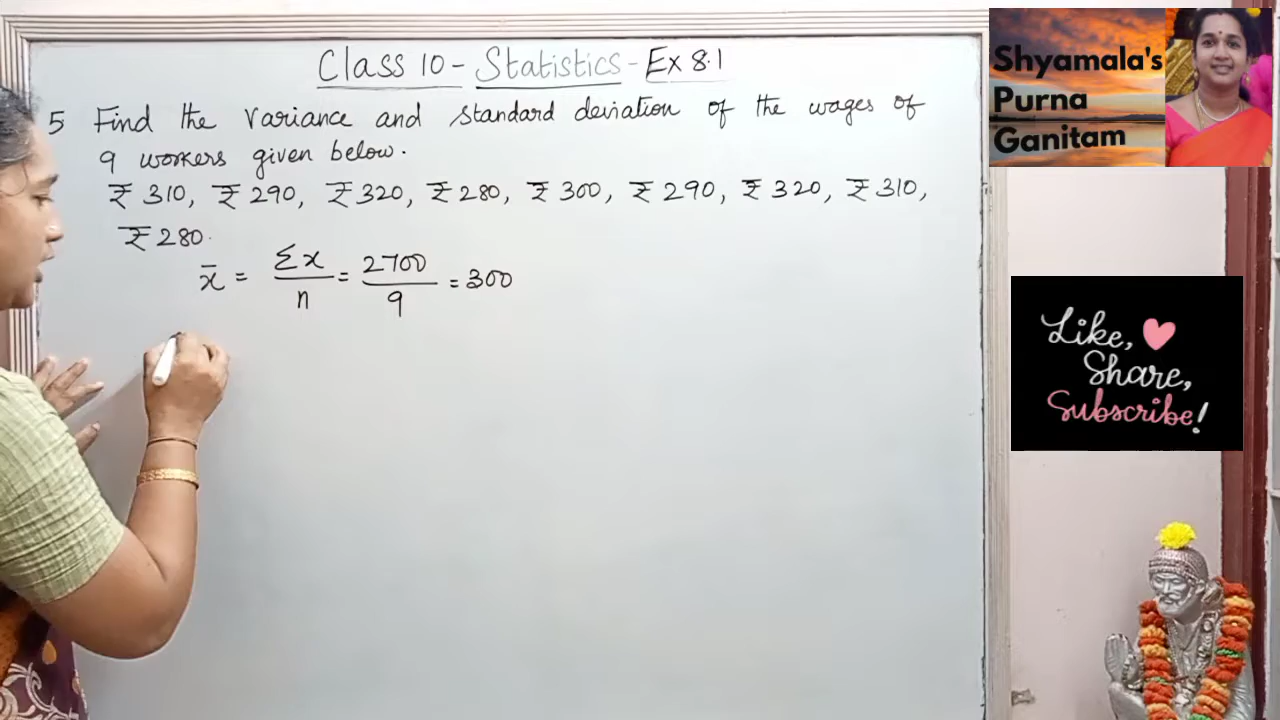 Class 10 - Statistics - Ex 8.1
5 Find the variance and standard deviation of the wages of
9 workers given below.
₹ 310, ₹ 290, ₹ 320, ₹ 280, ₹ 300, ₹ 290, ₹ 320, ₹ 310,
₹ 280.
x̄ = Σx/n = 2700/9 = 300
Shyamala's
Purna
Ganitam
Like,
Share,
Subscribe!